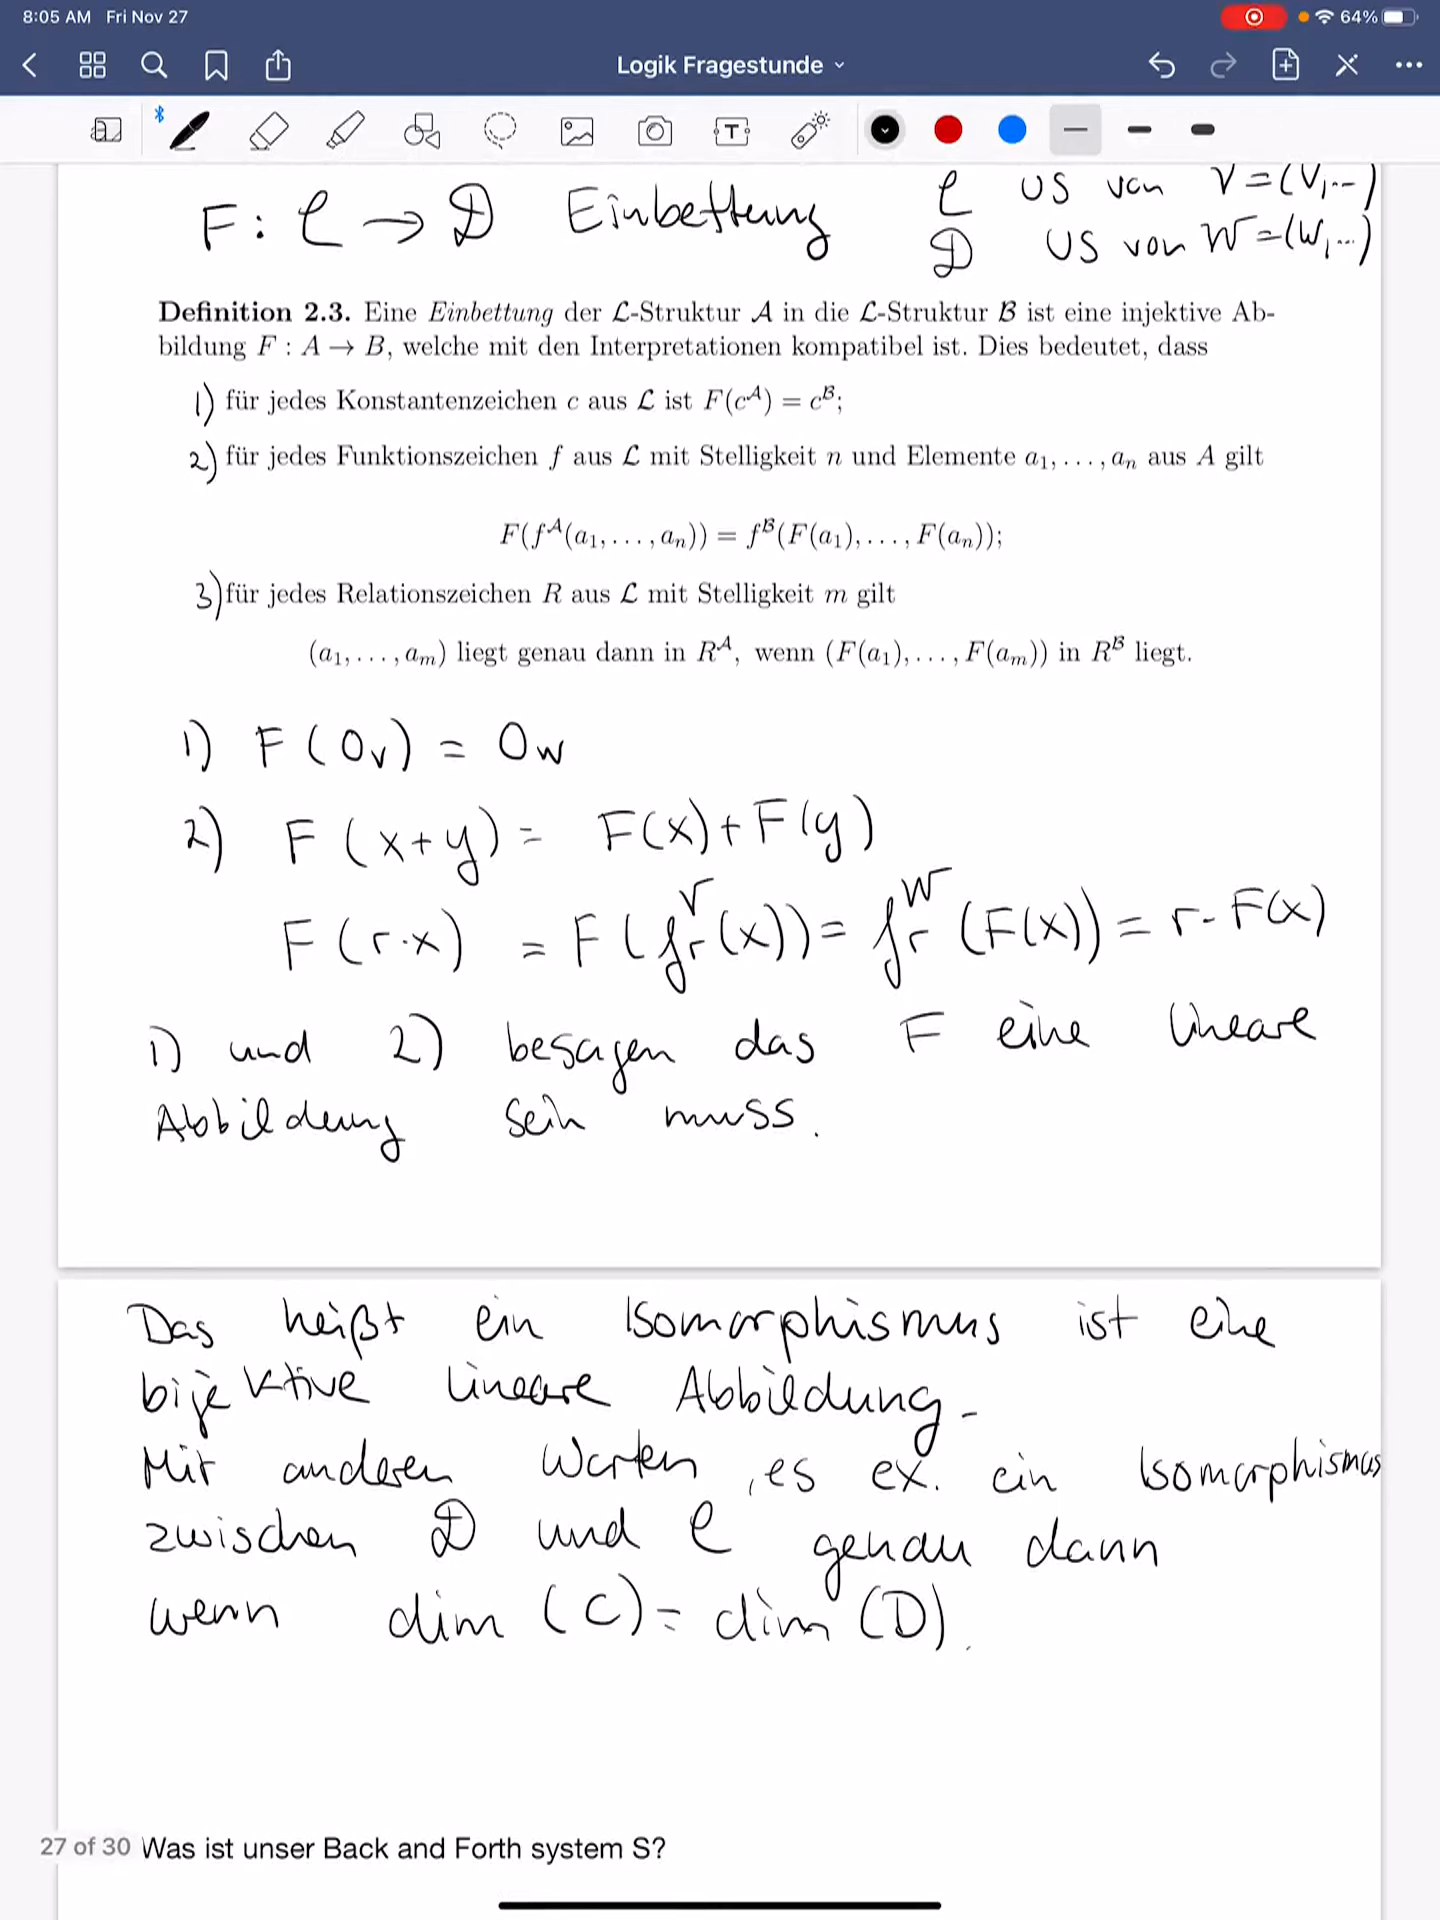 8:05 AM Fri Nov 27
64%
Logik Fragestunde
F: C → D Einbettung
C US von V=(V,...)
D US von W=(W,...)
Definition 2.3. Eine Einbettung der ℒ-Struktur 𝒜 in die ℒ-Struktur ℬ ist eine injektive Ab-
bildung F : A → B, welche mit den Interpretationen kompatibel ist. Dies bedeutet, dass
1) für jedes Konstantenzeichen c aus ℒ ist F(c^𝒜) = c^ℬ;
2) für jedes Funktionszeichen f aus ℒ mit Stelligkeit n und Elemente a₁, . . . , aₙ aus A gilt
F(f^𝒜(a₁, . . . , aₙ)) = f^ℬ(F(a₁), . . . , F(aₙ));
3) für jedes Relationszeichen R aus ℒ mit Stelligkeit m gilt
(a₁, . . . , aₘ) liegt genau dann in R^𝒜, wenn (F(a₁), . . . , F(aₘ)) in R^ℬ liegt.
1) F(0_V) = 0_W
2) F(x+y) = F(x)+F(y)
F(r·x) = F(f_r^V(x)) = f_r^W(F(x)) = r·F(x)
1) und 2) besagen das F eine lineare
Abbildung sein muss.
Das heißt ein Isomorphismus ist eine
bijektive lineare Abbildung.
Mit anderen Worten, es ex. ein Isomorphismus
zwischen D und C genau dann
wenn dim(C) = dim(D).
27 of 30
Was ist unser Back and Forth system S?